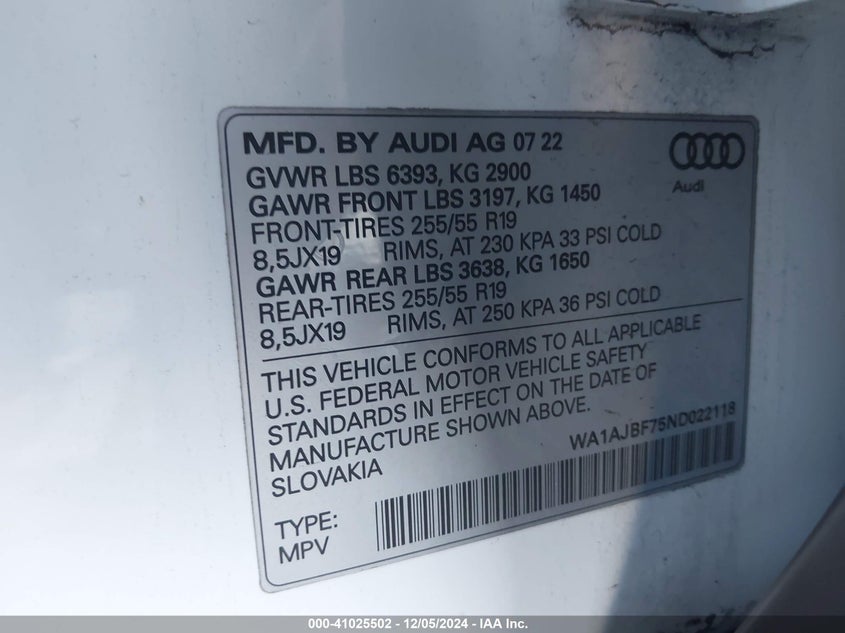 MFD. BY AUDI AG 07 22
Audi
GVWR LBS 6393, KG 2900
GAWR FRONT LBS 3197, KG 1450
FRONT-TIRES 255/55 R19
8,5JX19 RIMS, AT 230 KPA 33 PSI COLD
GAWR REAR LBS 3638, KG 1650
REAR-TIRES 255/55 R19
8,5JX19 RIMS, AT 250 KPA 36 PSI COLD
THIS VEHICLE CONFORMS TO ALL APPLICABLE
U.S. FEDERAL MOTOR VEHICLE SAFETY
STANDARDS IN EFFECT ON THE DATE OF
MANUFACTURE SHOWN ABOVE.
SLOVAKIA
WA1AJBF75ND022118
TYPE:
MPV
000-41025502 - 12/05/2024 - IAA Inc.